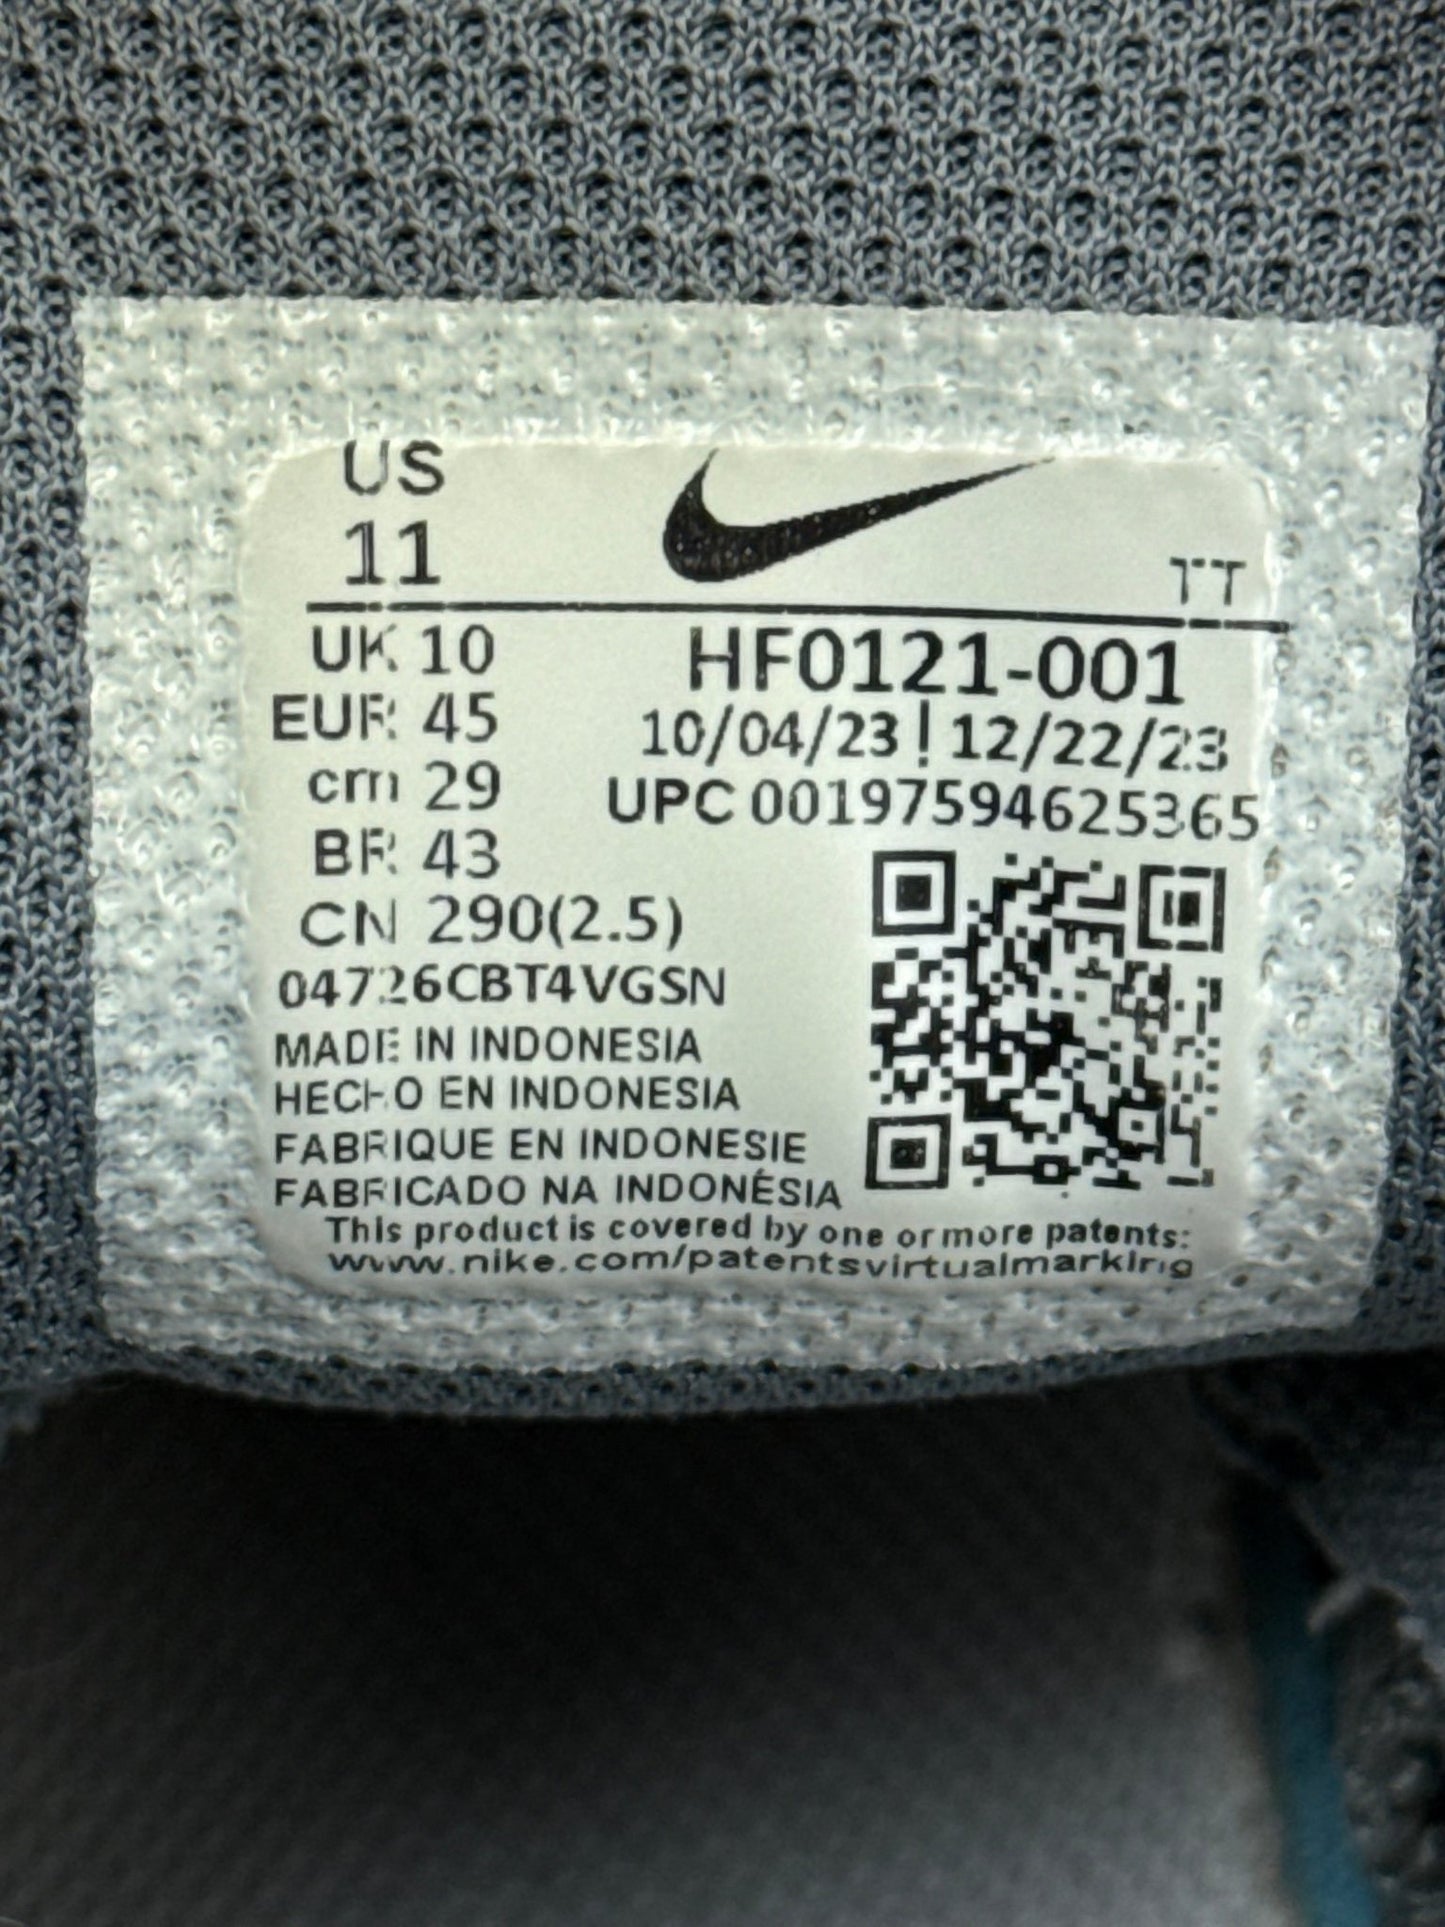 US
11
TT
UK 10
EUR 45
cm 29
BR 43
CN 290(2.5)
HF0121-001
10/04/23 | 12/22/23
UPC 00197594625365
04726CBT4VGSN
MADE IN INDONESIA
HECHO EN INDONESIA
FABRIQUE EN INDONESIE
FABRICADO NA INDONÉSIA
This product is covered by one or more patents:
www.nike.com/patentsvirtualmarking